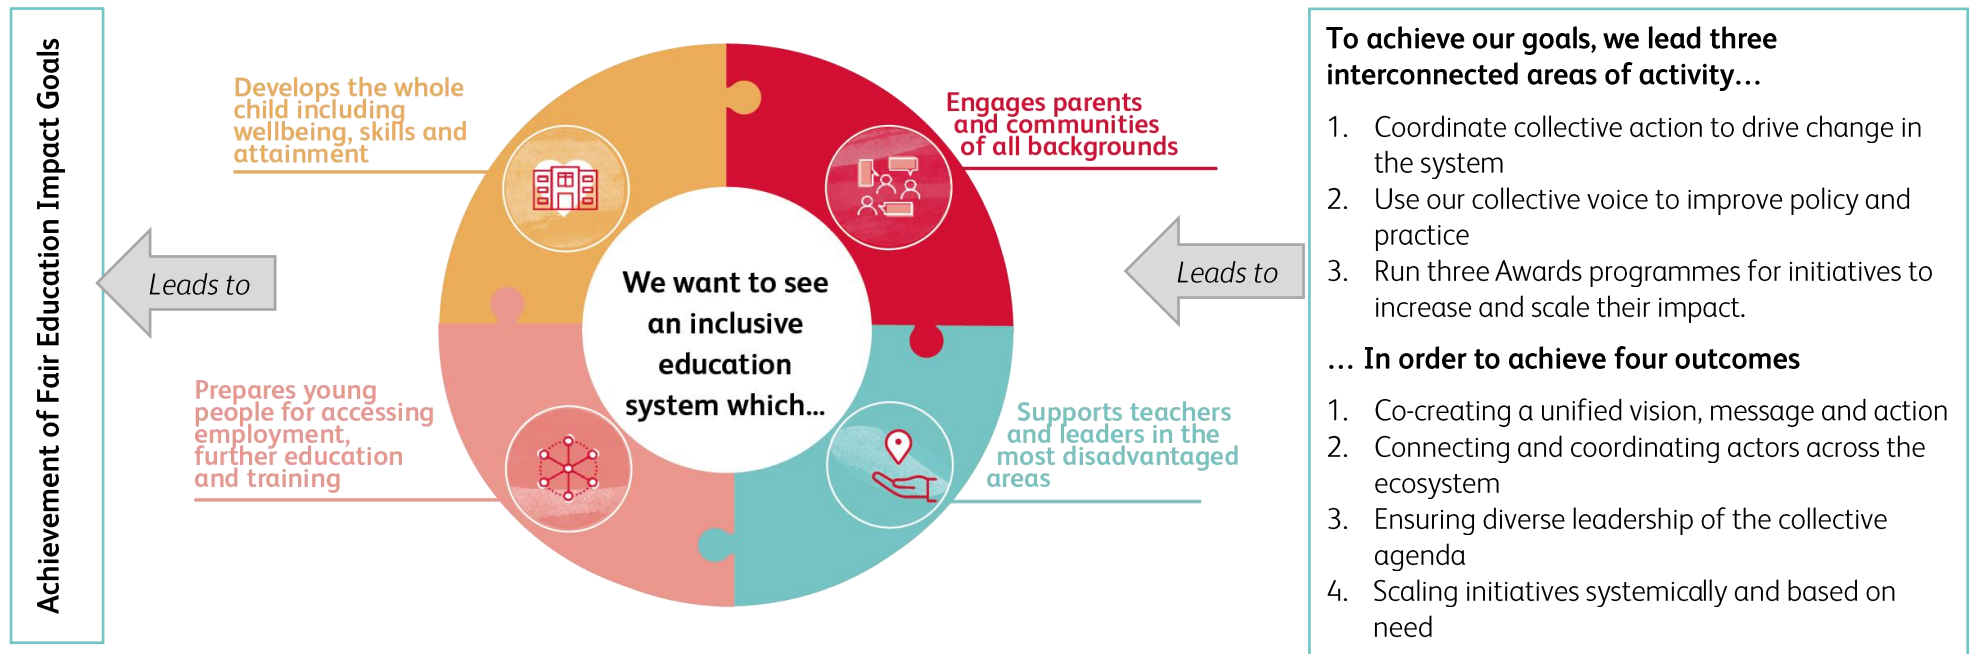 Achievement of Fair Education Impact Goals
Leads to
Develops the whole
child including
wellbeing, skills and
attainment
Engages parents
and communities
of all backgrounds
We want to see
an inclusive
education
system which...
Prepares young
people for accessing
employment,
further education
and training
Supports teachers
and leaders in the
most disadvantaged
areas
Leads to
To achieve our goals, we lead three
interconnected areas of activity…
1. Coordinate collective action to drive change in
the system
2. Use our collective voice to improve policy and
practice
3. Run three Awards programmes for initiatives to
increase and scale their impact.
… In order to achieve four outcomes
1. Co-creating a unified vision, message and action
2. Connecting and coordinating actors across the
ecosystem
3. Ensuring diverse leadership of the collective
agenda
4. Scaling initiatives systemically and based on
need